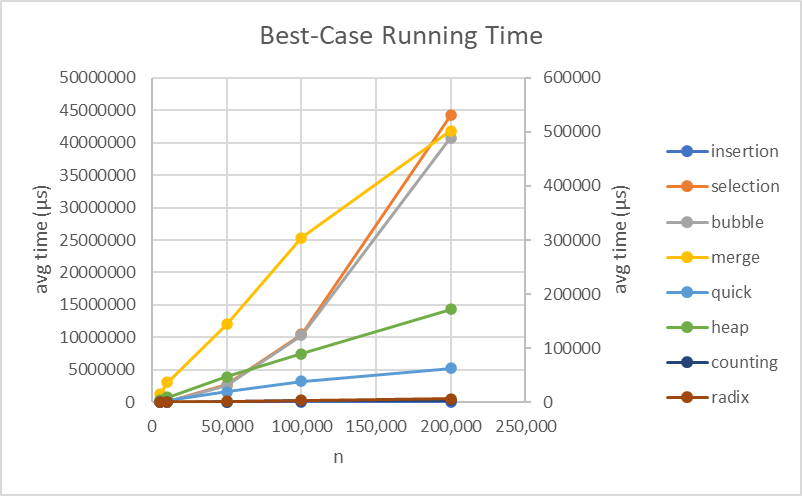 Best-Case Running Time
50000000
45000000
40000000
35000000
30000000
25000000
20000000
15000000
10000000
5000000
0
avg time (µs)
600000
500000
400000
300000
200000
100000
0
avg time (µs)
0 50,000 100,000 150,000 200,000 250,000
n
insertion
selection
bubble
merge
quick
heap
counting
radix